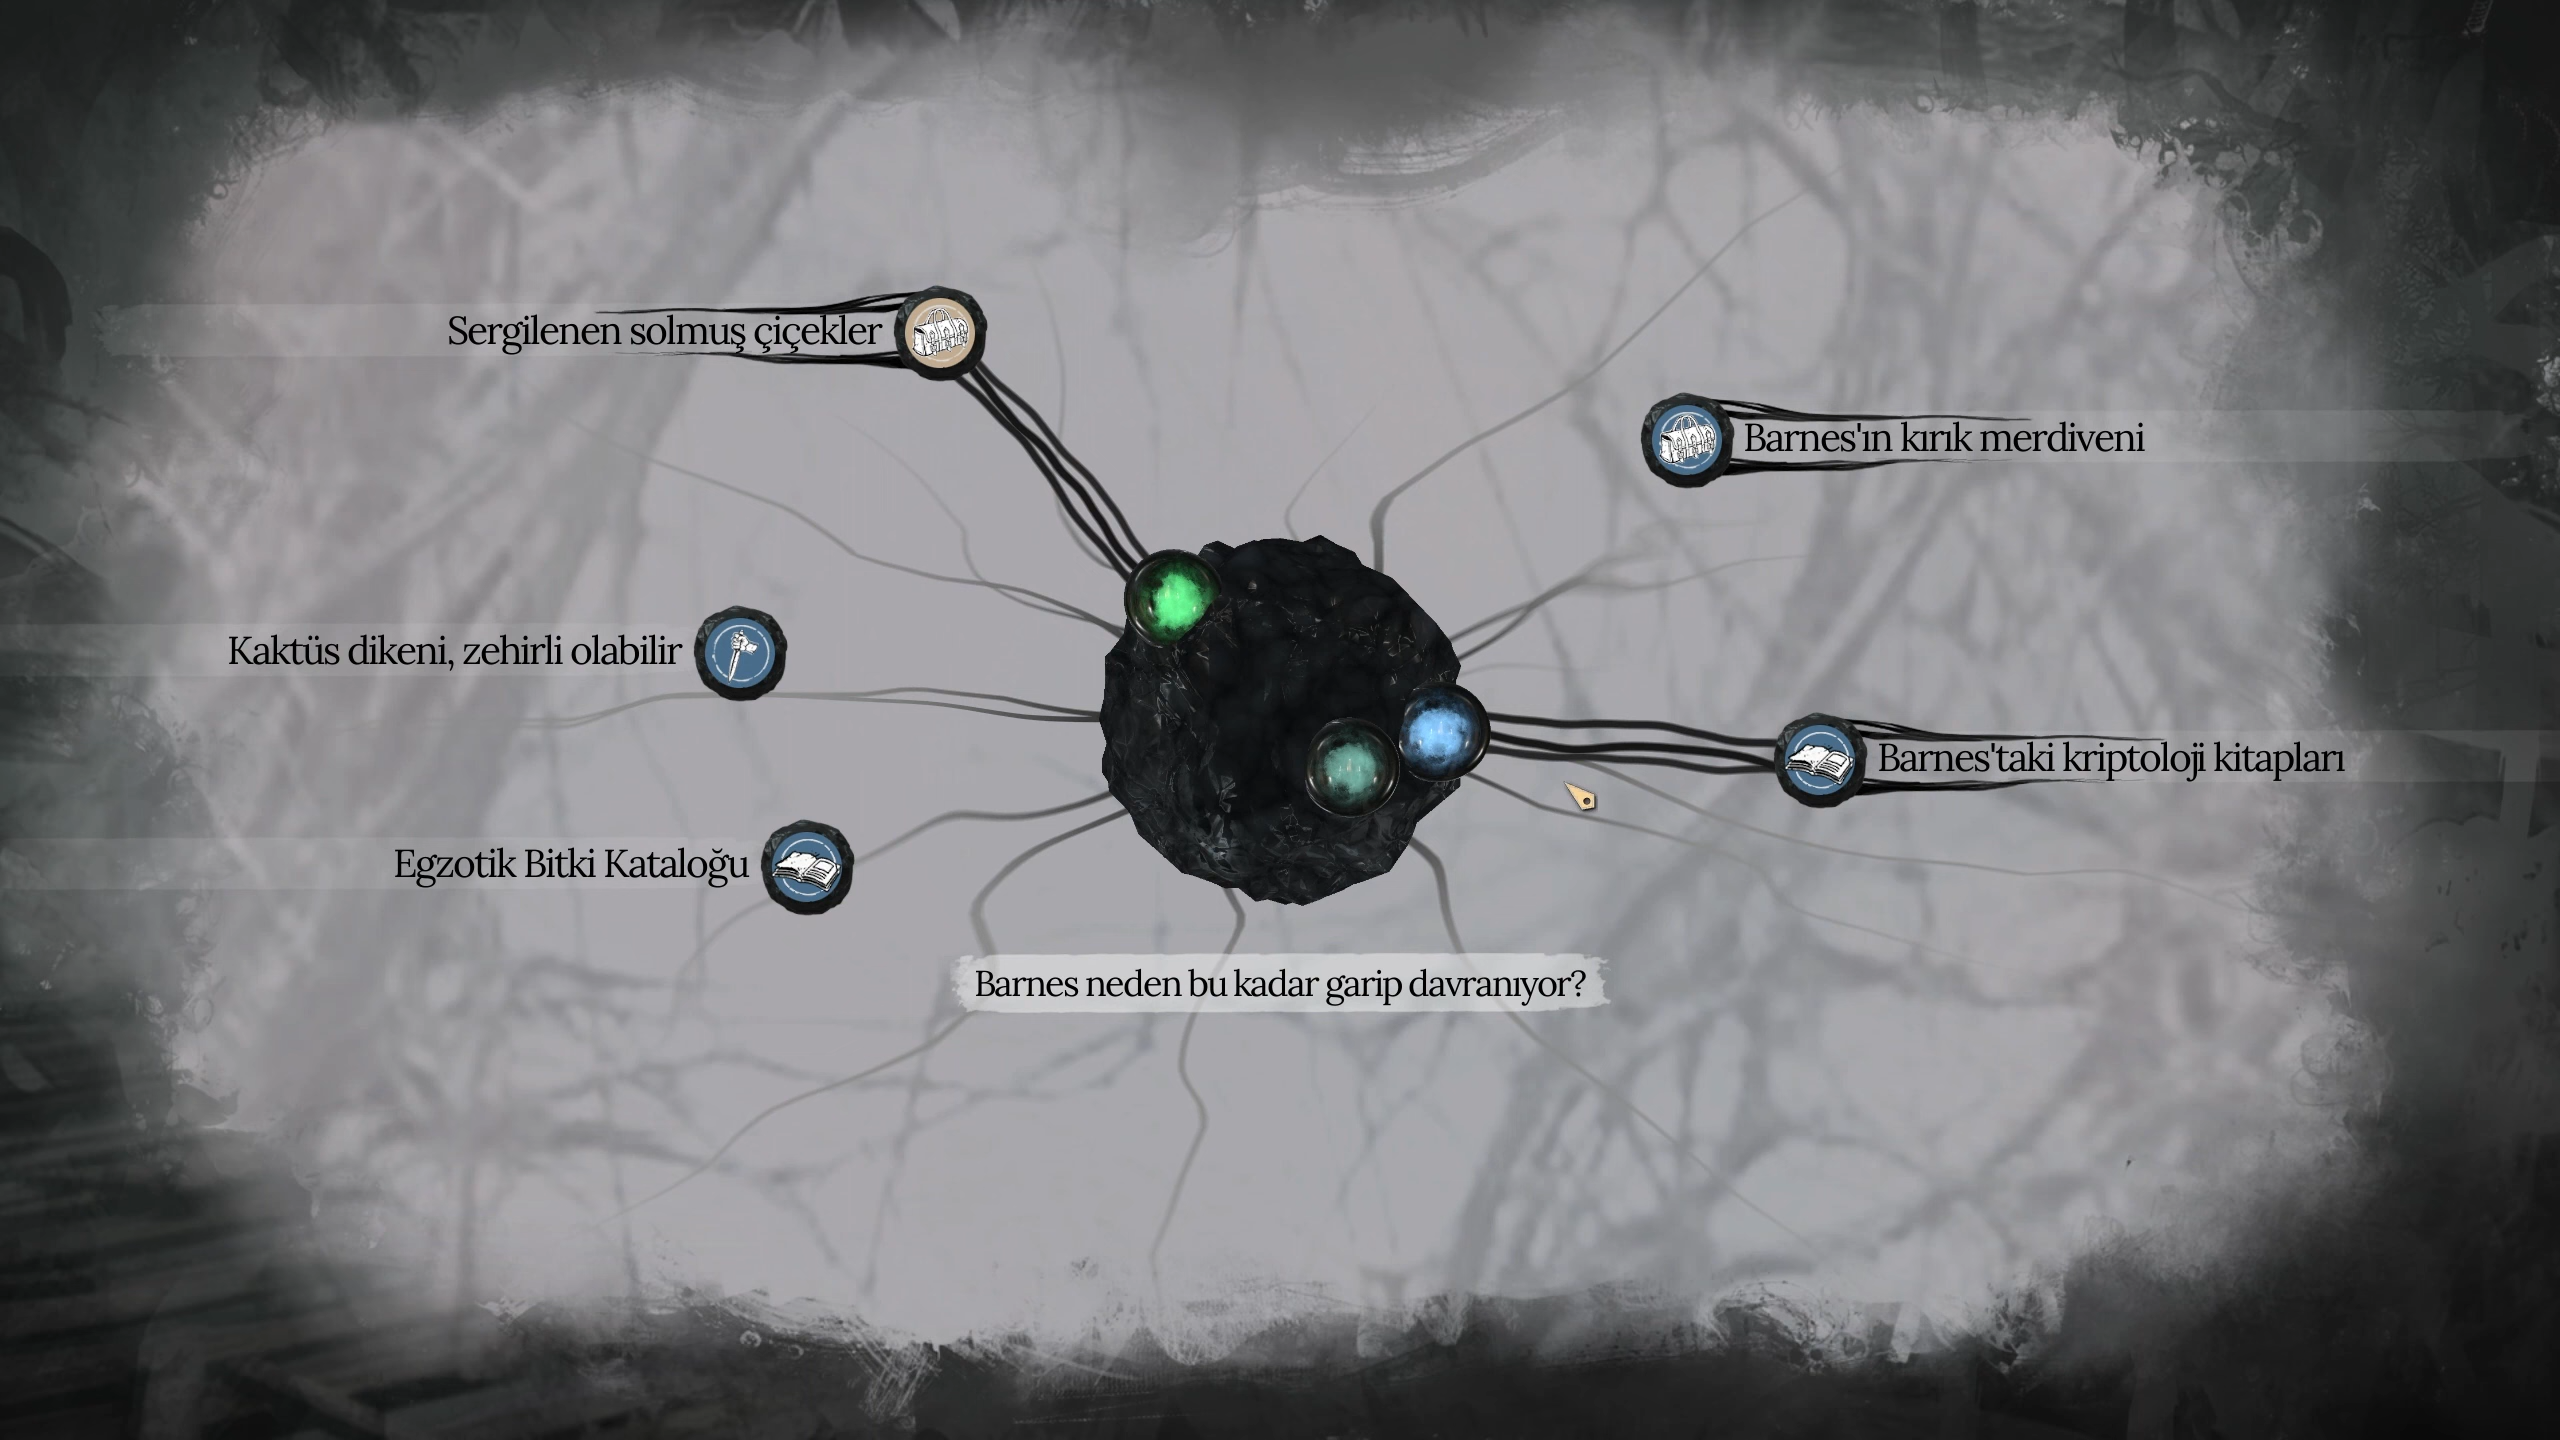 Sergilenen solmuş çiçekler
Barnes'ın kırık merdiveni
Kaktüs dikeni, zehirli olabilir
Barnes'taki kriptoloji kitapları
Egzotik Bitki Kataloğu
Barnes neden bu kadar garip davranıyor?